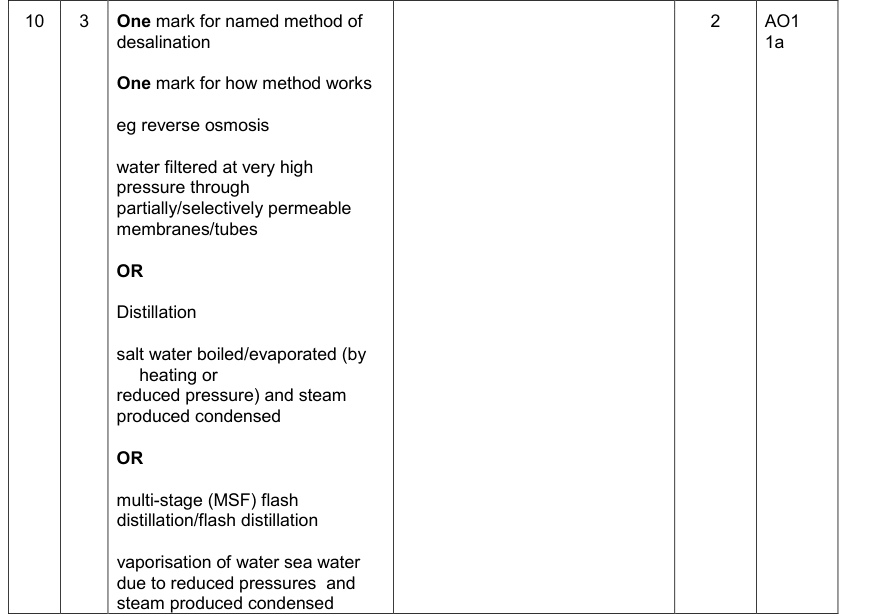 10 3 One mark for named method of 2 AO1
desalination 1a
One mark for how method works
eg reverse osmosis
water filtered at very high
pressure through
partially/selectively permeable
membranes/tubes
OR
Distillation
salt water boiled/evaporated (by
heating or
reduced pressure) and steam
produced condensed
OR
multi-stage (MSF) flash
distillation/flash distillation
vaporisation of water sea water
due to reduced pressures and
steam produced condensed